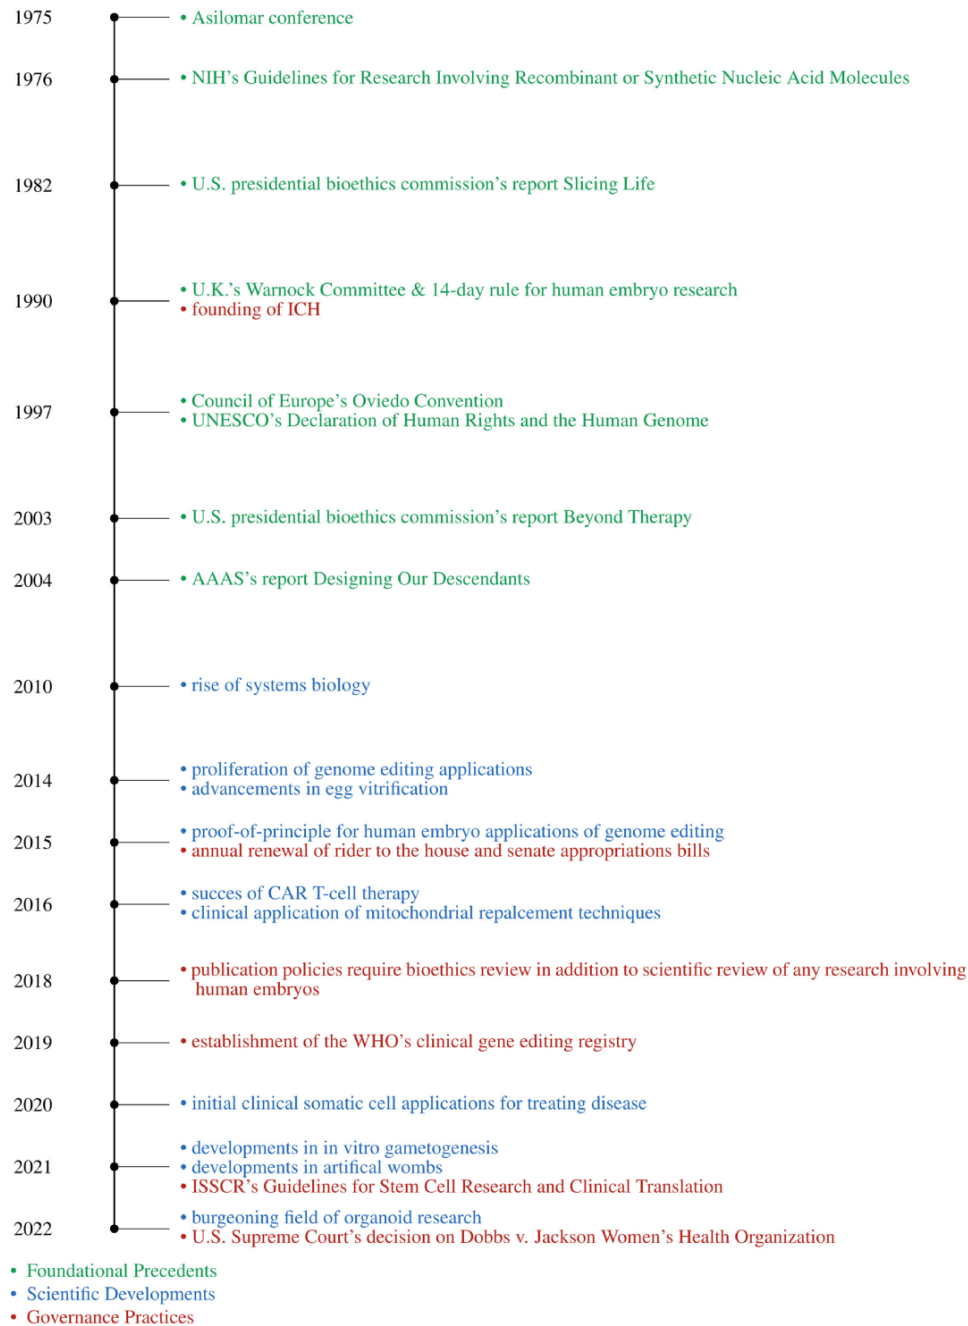 1975 • Asilomar conference
1976 • NIH's Guidelines for Research Involving Recombinant or Synthetic Nucleic Acid Molecules
1982 • U.S. presidential bioethics commission's report Slicing Life
1990 • U.K.'s Warnock Committee & 14-day rule for human embryo research
• founding of ICH
1997 • Council of Europe's Oviedo Convention
• UNESCO's Declaration of Human Rights and the Human Genome
2003 • U.S. presidential bioethics commission's report Beyond Therapy
2004 • AAAS's report Designing Our Descendants
2010 • rise of systems biology
2014 • proliferation of genome editing applications
• advancements in egg vitrification
2015 • proof-of-principle for human embryo applications of genome editing
• annual renewal of rider to the house and senate appropriations bills
2016 • succes of CAR T-cell therapy
• clinical application of mitochondrial repalcement techniques
2018 • publication policies require bioethics review in addition to scientific review of any research involving
human embryos
2019 • establishment of the WHO's clinical gene editing registry
2020 • initial clinical somatic cell applications for treating disease
2021 • developments in in vitro gametogenesis
• developments in artifical wombs
• ISSCR's Guidelines for Stem Cell Research and Clinical Translation
2022 • burgeoning field of organoid research
• U.S. Supreme Court's decision on Dobbs v. Jackson Women's Health Organization
• Foundational Precedents
• Scientific Developments
• Governance Practices